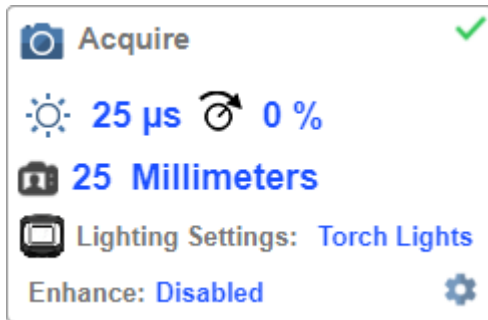 Acquire
25 µs 0 %
25 Millimeters
Lighting Settings: Torch Lights
Enhance: Disabled